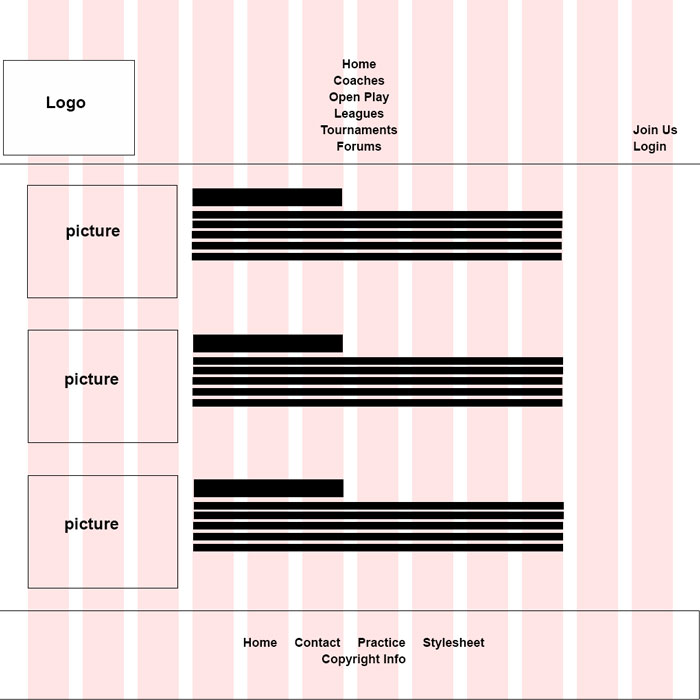 Logo
Home
Coaches
Open Play
Leagues
Tournaments
Forums
Join Us
Login
picture
picture
picture
Home Contact Practice Stylesheet
Copyright Info